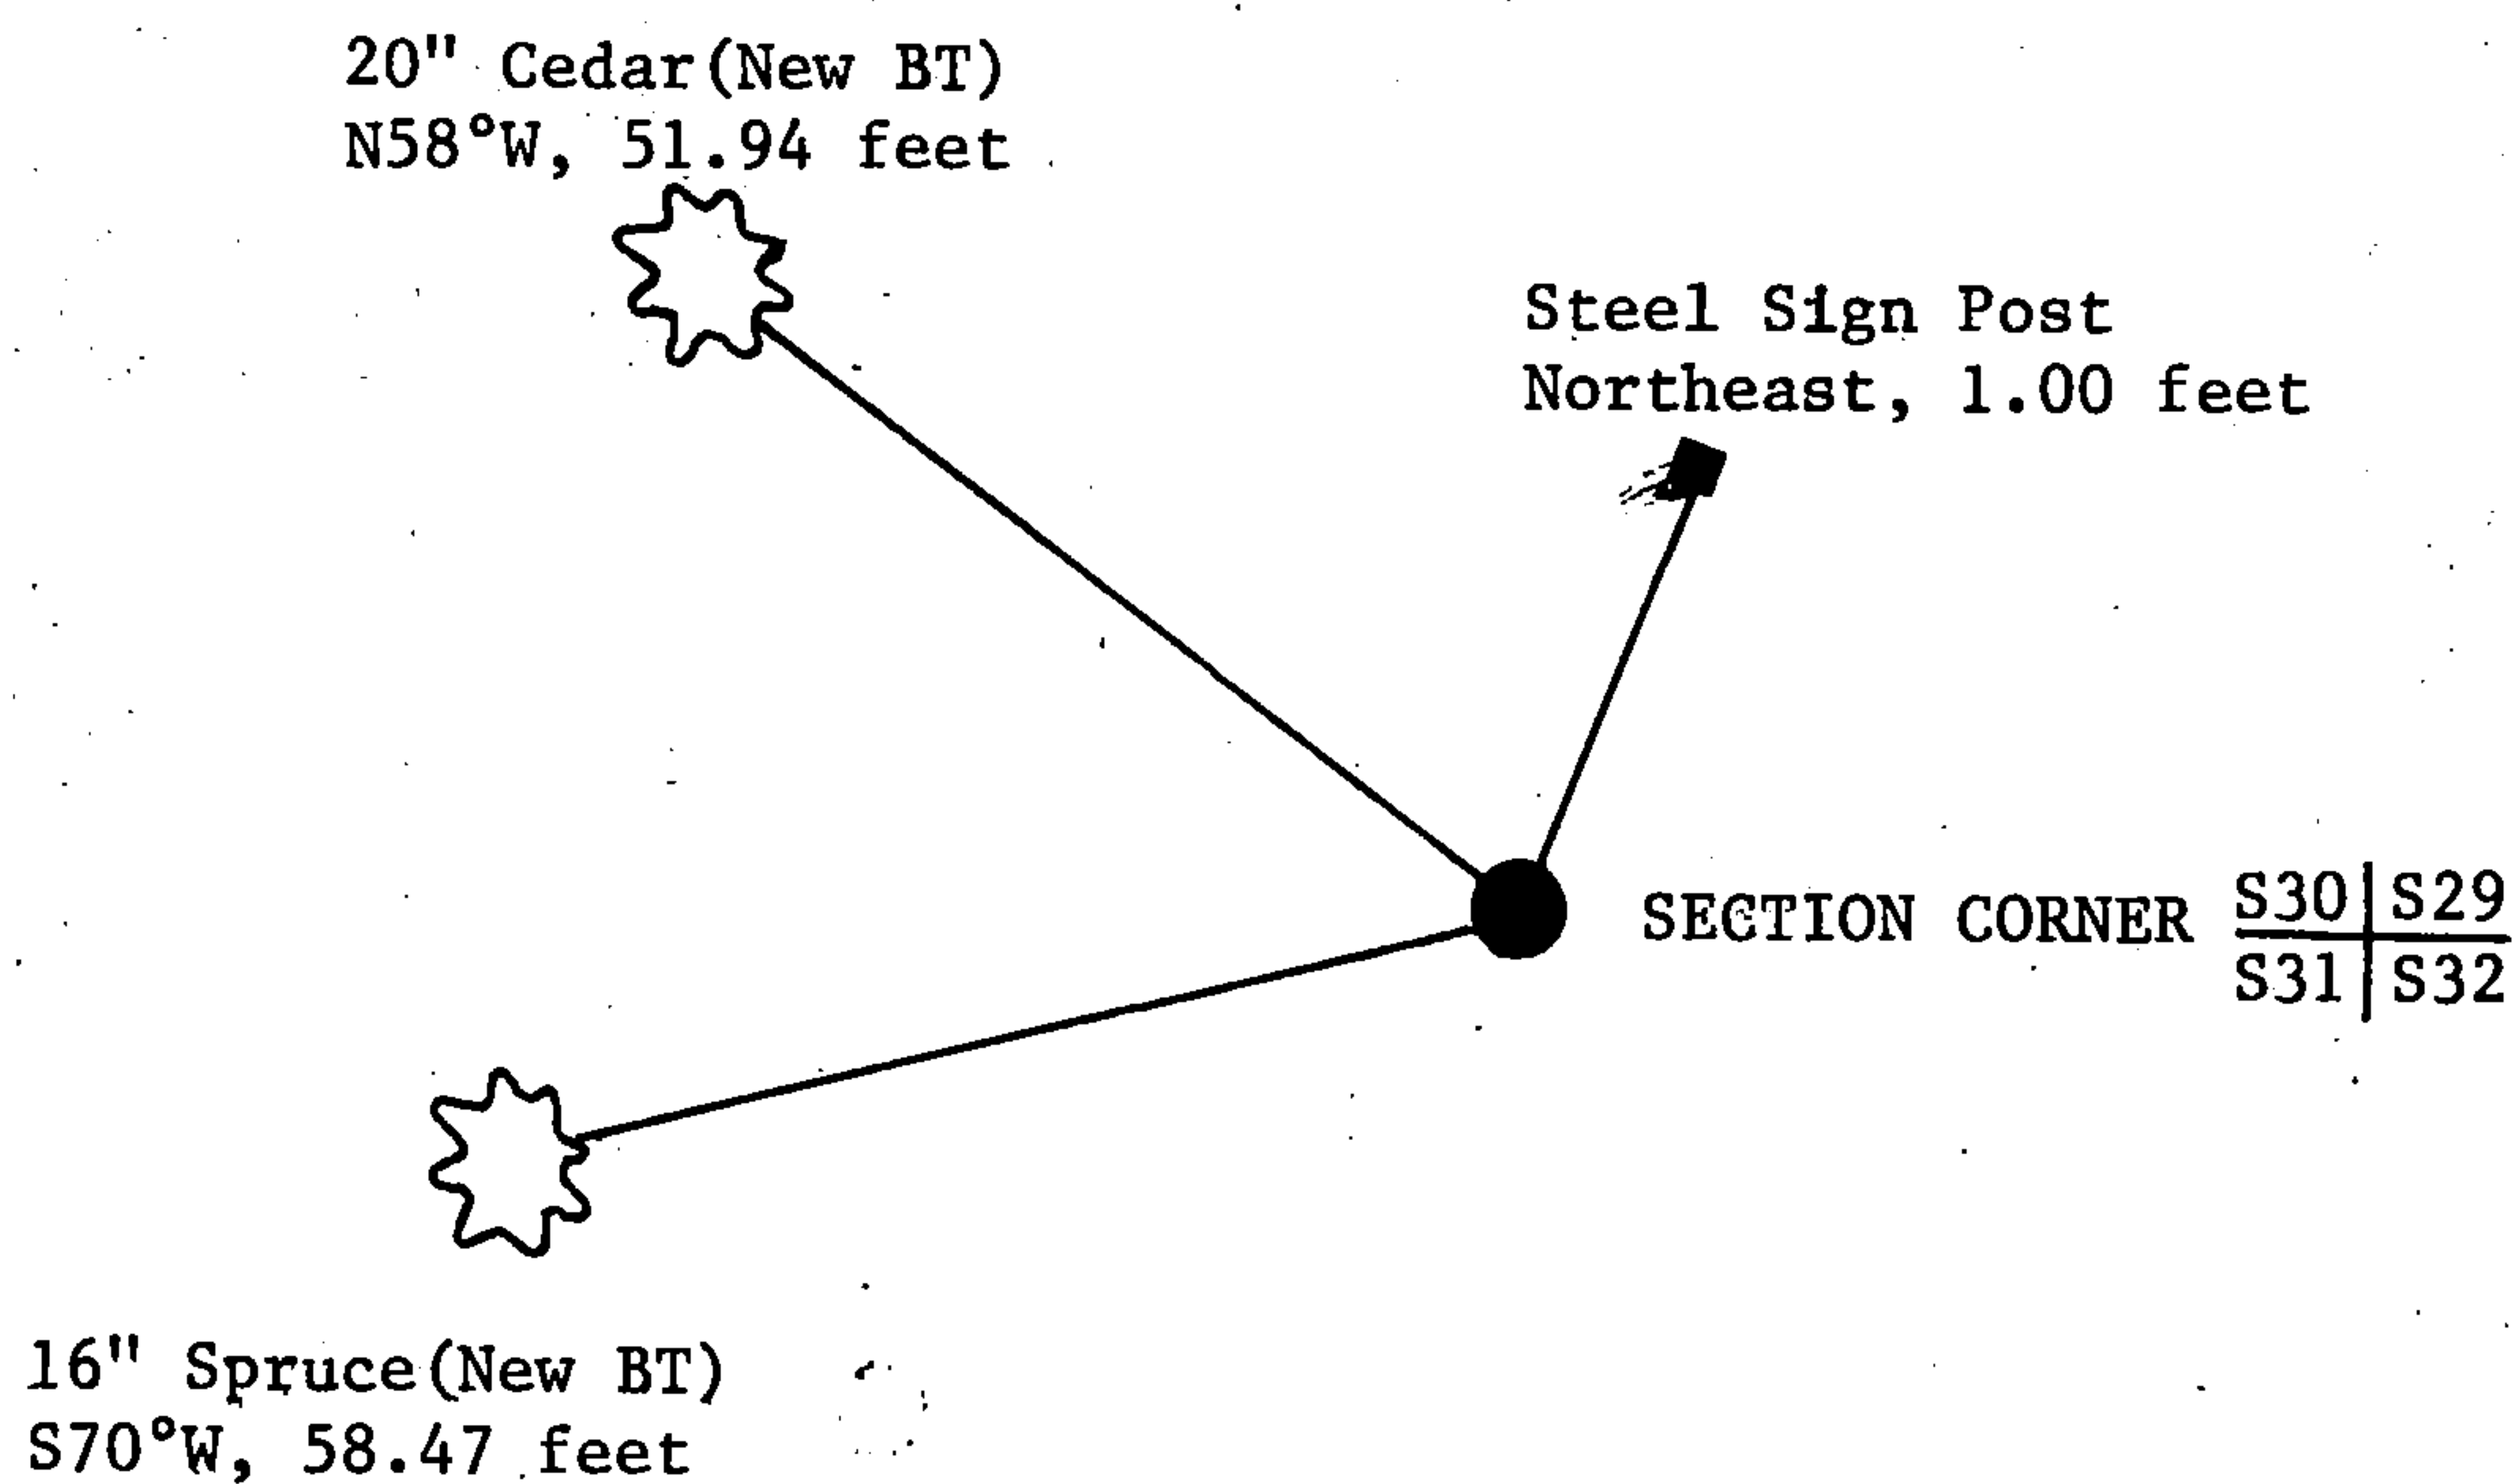 20" Cedar(New BT)
N58°W, 51.94 feet
Steel Sign Post
Northeast, 1.00 feet
SECTION CORNER
S30 S29
S31 S32
16" Spruce(New BT)
S70°W, 58.47 feet